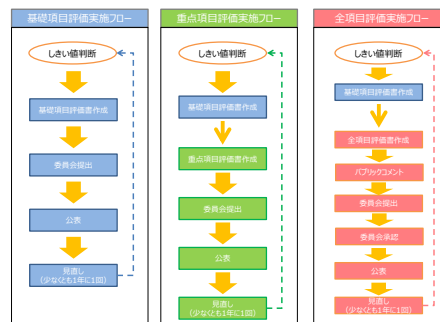 基礎項目評価実施フロー
しきい値判断
基礎項目評価書作成
委員会提出
公表
見直し
(少なくとも1年に1回)
重点項目評価実施フロー
しきい値判断
基礎項目評価書作成
重点項目評価書作成
委員会提出
公表
見直し
(少なくとも1年に1回)
全項目評価実施フロー
しきい値判断
基礎項目評価書作成
全項目評価書作成
パブリックコメント
委員会提出
委員会承認
公表
見直し
(少なくとも1年に1回)